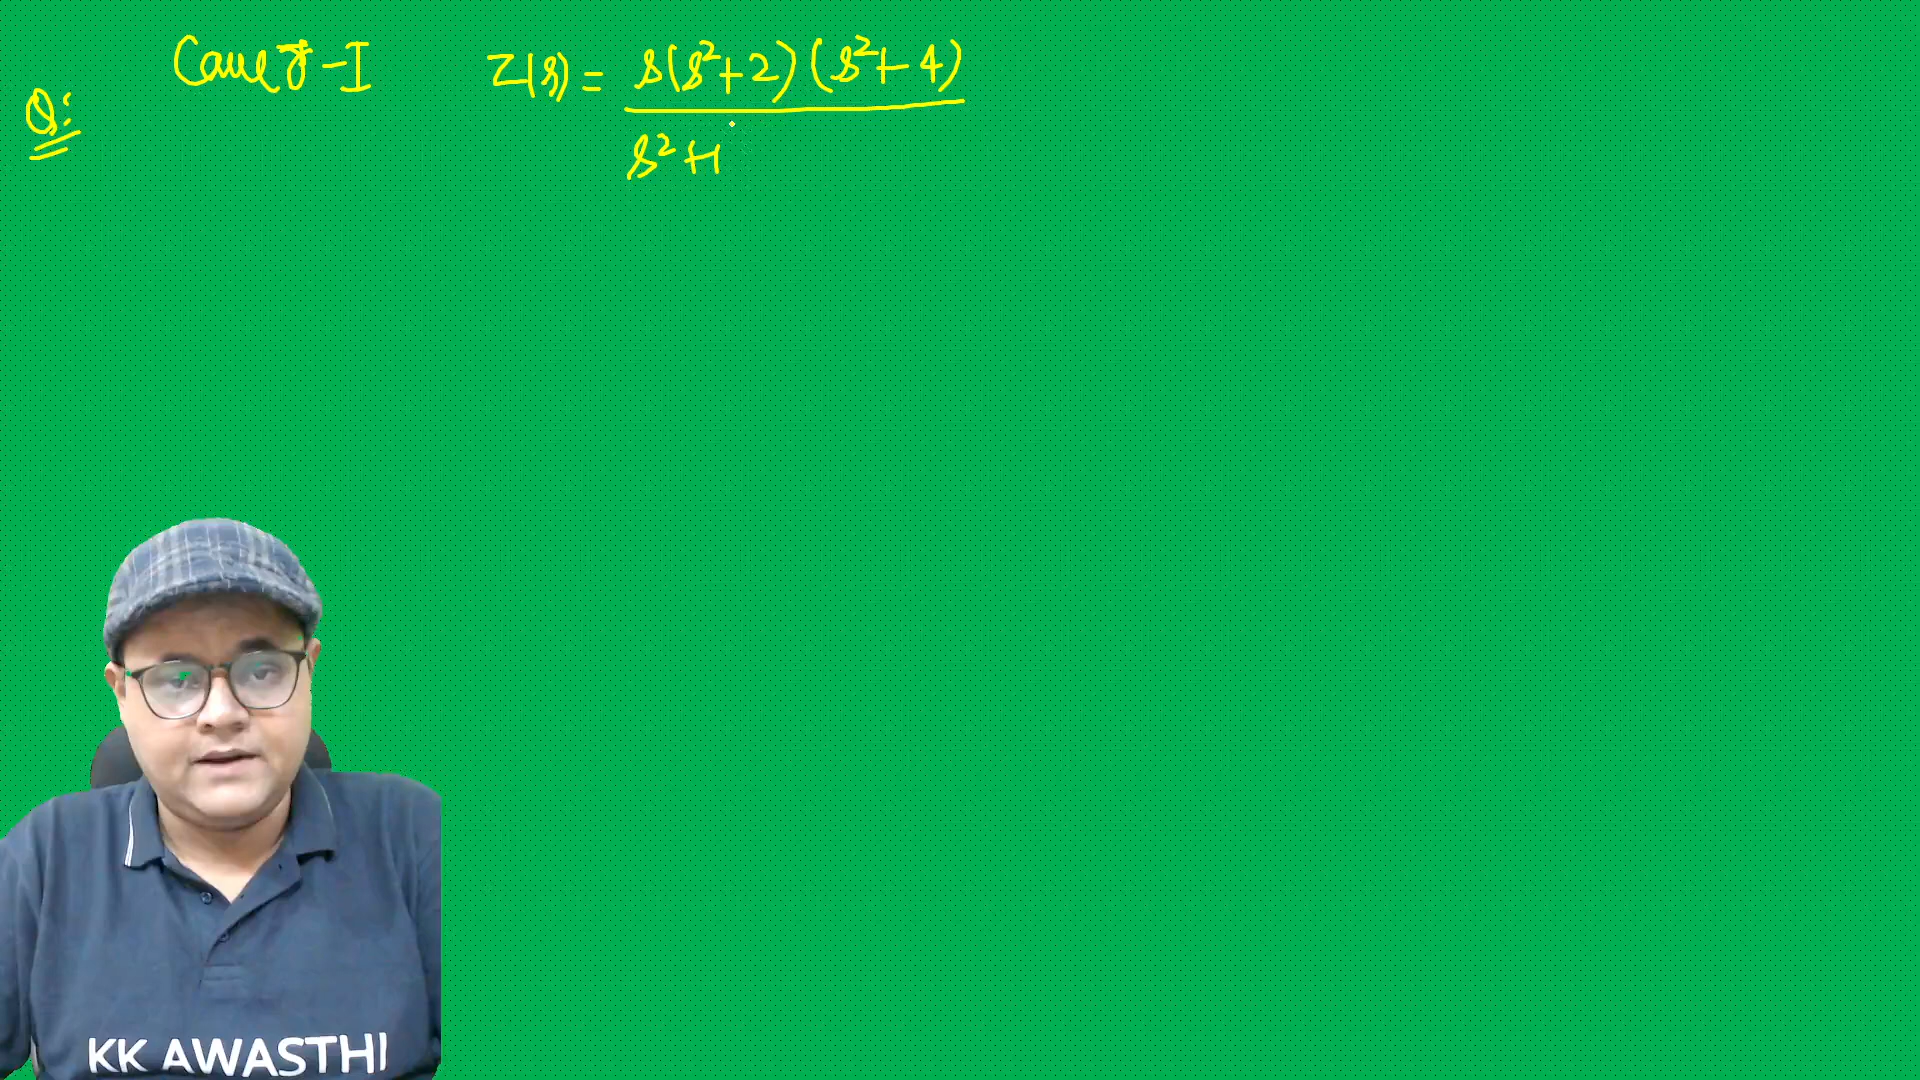 Q:
Cauer-I Z(s) = s(s²+2)(s²+4)
s²+1
KK AWASTHI